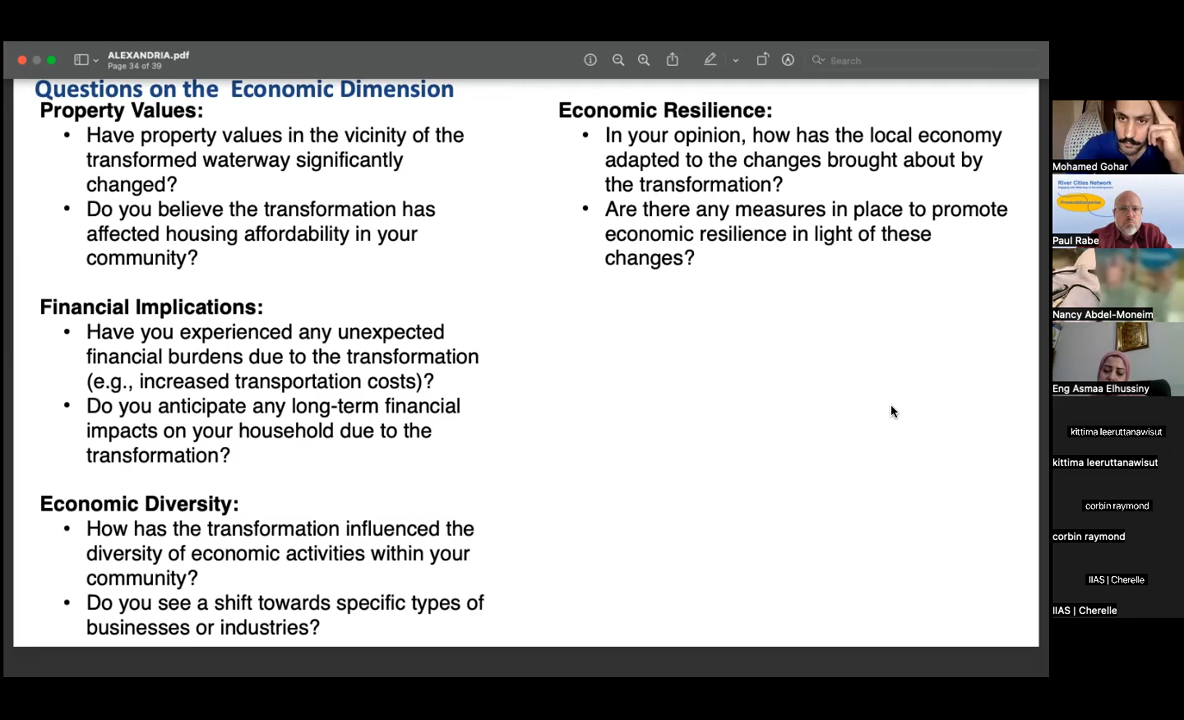 ALEXANDRIA.pdf
Page 34 of 39
Search
Questions on the Economic Dimension
Property Values:
• Have property values in the vicinity of the
transformed waterway significantly
changed?
• Do you believe the transformation has
affected housing affordability in your
community?
Financial Implications:
• Have you experienced any unexpected
financial burdens due to the transformation
(e.g., increased transportation costs)?
• Do you anticipate any long-term financial
impacts on your household due to the
transformation?
Economic Diversity:
• How has the transformation influenced the
diversity of economic activities within your
community?
• Do you see a shift towards specific types of
businesses or industries?
Economic Resilience:
• In your opinion, how has the local economy
adapted to the changes brought about by
the transformation?
• Are there any measures in place to promote
economic resilience in light of these
changes?
Mohamed Gohar
River Cities Network
Paul Rabe
Nancy Abdel-Moneim
Eng Asmaa Elhussiny
kittima leeruttanawisut
kittima leeruttanawisut
corbin raymond
corbin raymond
IIAS | Cherelle
IIAS | Cherelle